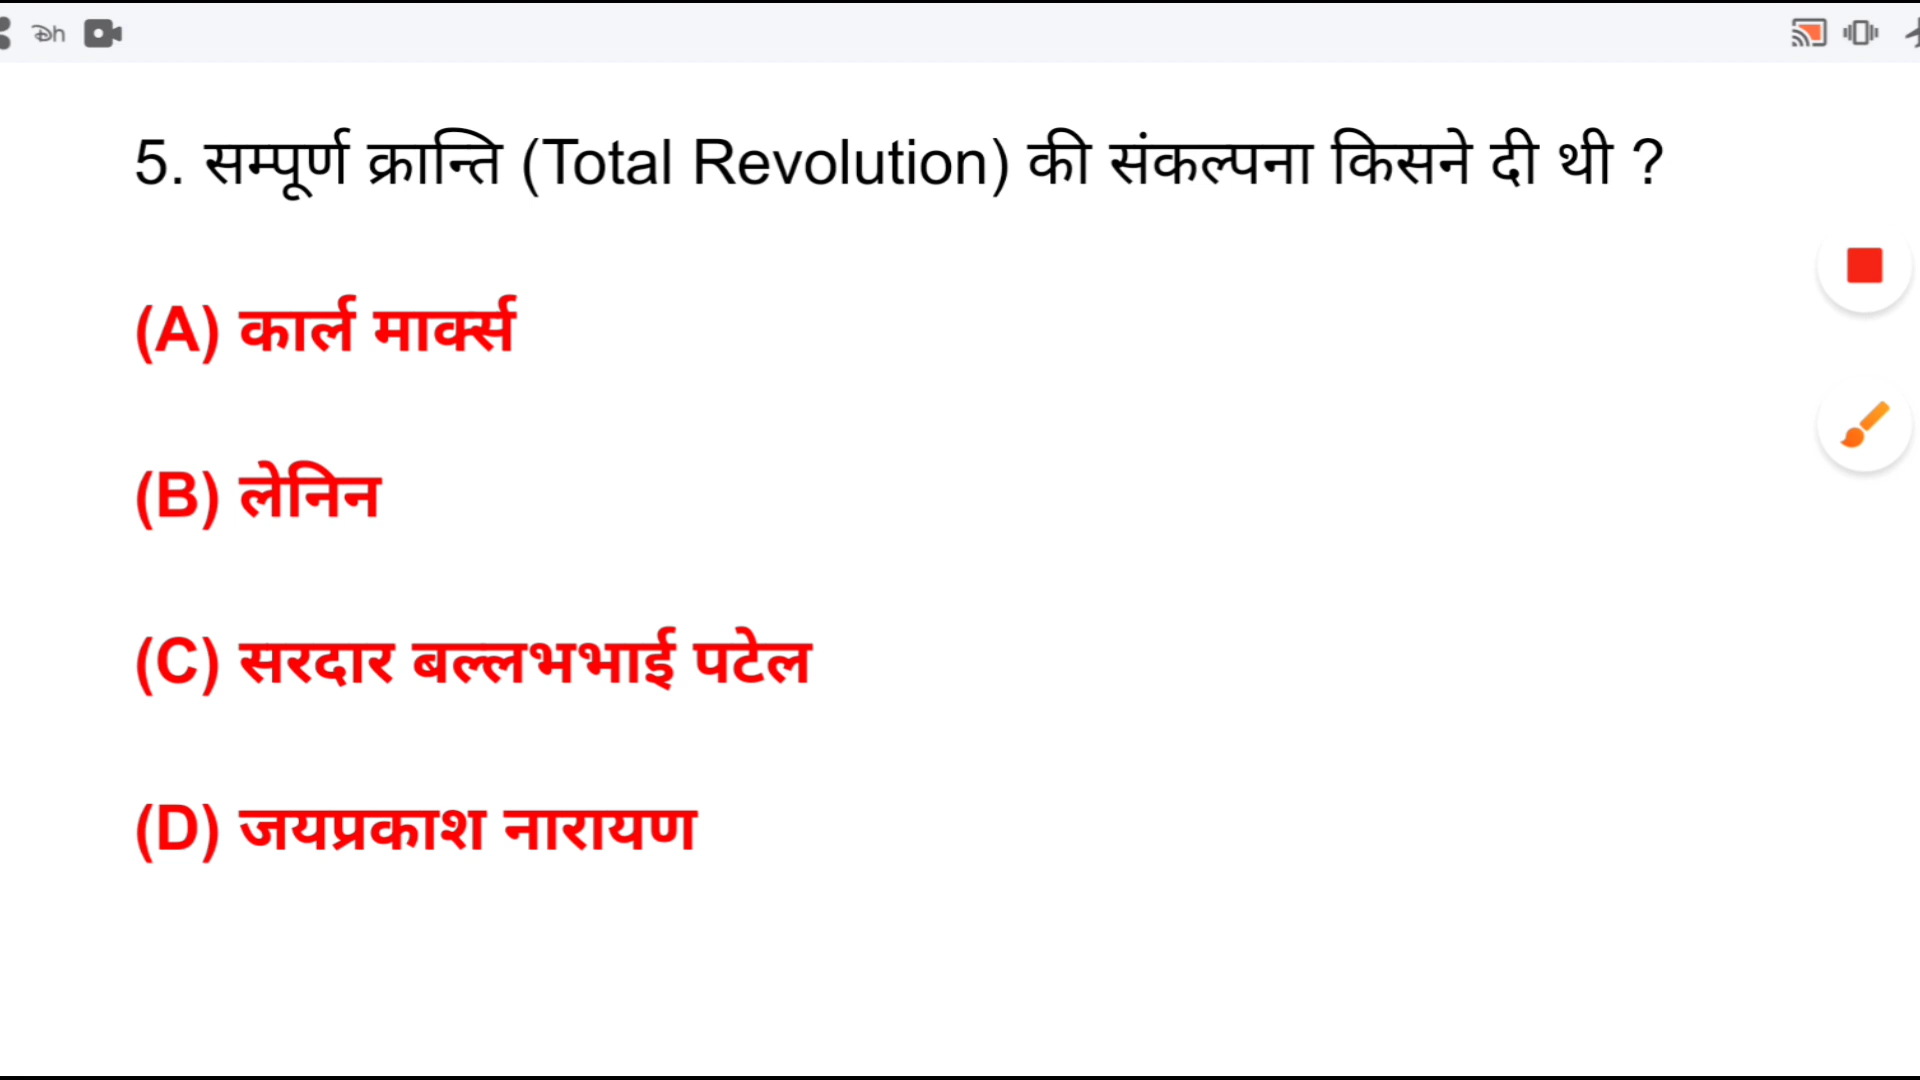 5. सम्पूर्ण क्रान्ति (Total Revolution) की संकल्पना किसने दी थी ?
(A) कार्ल मार्क्स
(B) लेनिन
(C) सरदार बल्लभभाई पटेल
(D) जयप्रकाश नारायण